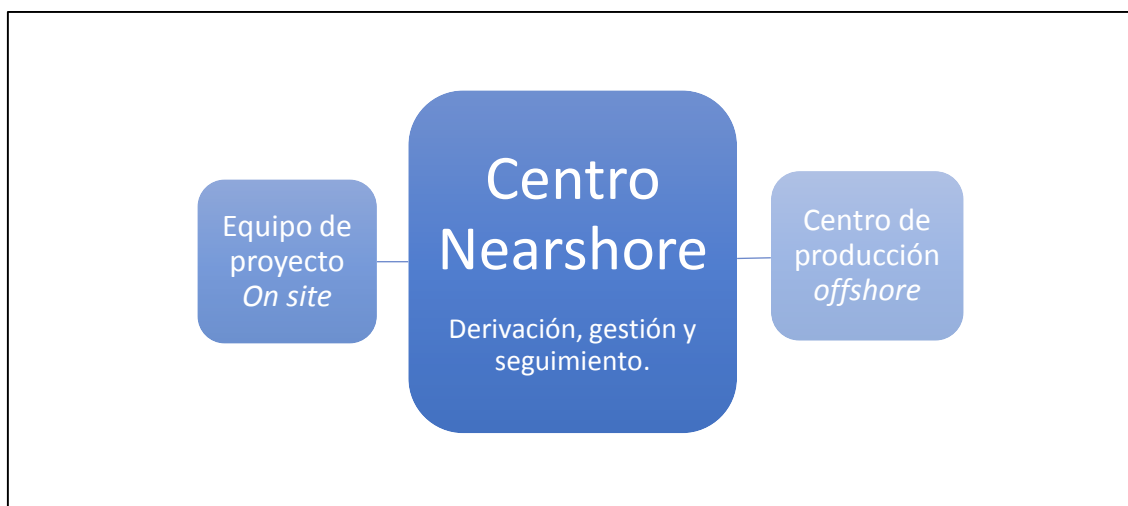 Equipo de
proyecto
On site
Centro
Nearshore
Derivación, gestión y
seguimiento.
Centro de
producción
offshore